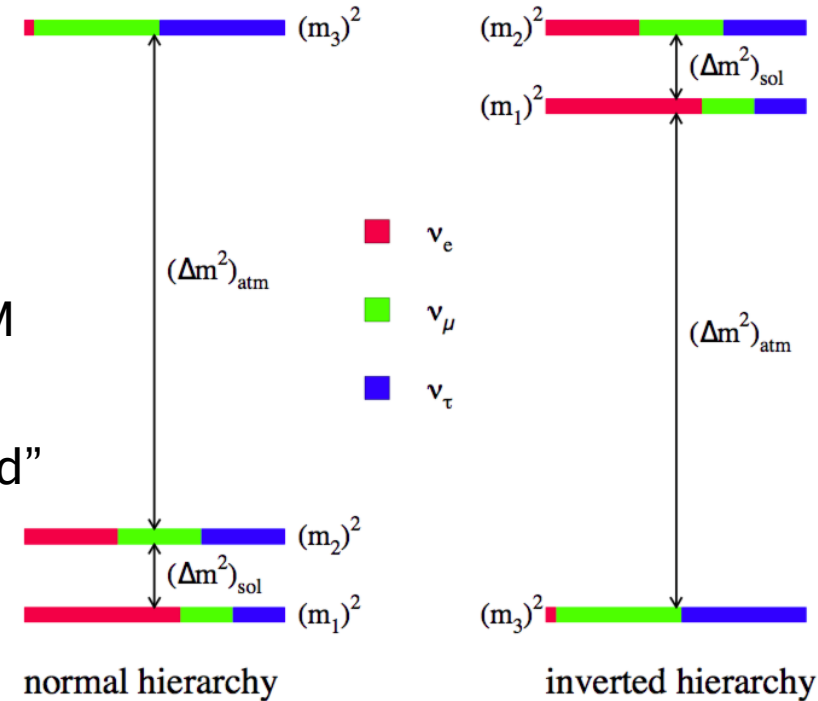 (m₃)²
(m₂)²
(Δm²)sol
(m₁)²
(Δm²)atm
νe
νμ
ντ
(Δm²)atm
M
d”
(m₂)²
(Δm²)sol
(m₁)²
(m₃)²
normal hierarchy
inverted hierarchy